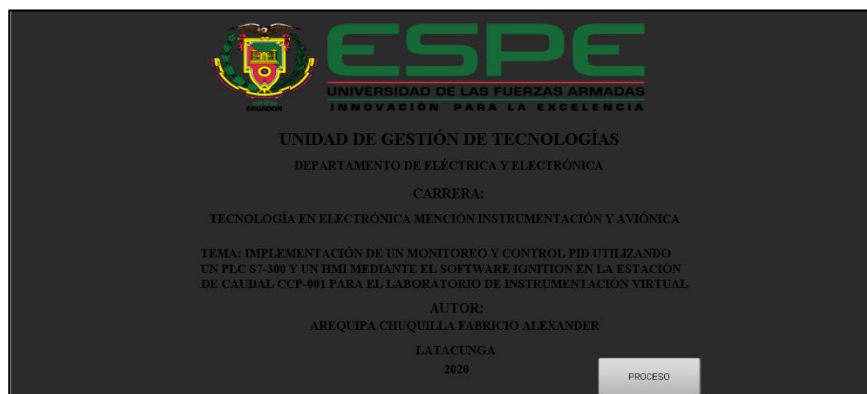 ESPE
UNIVERSIDAD DE LAS FUERZAS ARMADAS
INNOVACIÓN PARA LA EXCELENCIA
ECUADOR
UNIDAD DE GESTIÓN DE TECNOLOGÍAS
DEPARTAMENTO DE ELÉCTRICA Y ELECTRÓNICA
CARRERA:
TECNOLOGÍA EN ELECTRÓNICA MENCIÓN INSTRUMENTACIÓN Y AVIÓNICA
TEMA: IMPLEMENTACIÓN DE UN MONITOREO Y CONTROL PID UTILIZANDO
UN PLC S7-300 Y UN HMI MEDIANTE EL SOFTWARE IGNITION EN LA ESTACIÓN
DE CAUDAL CCP-001 PARA EL LABORATORIO DE INSTRUMENTACIÓN VIRTUAL
AUTOR:
AREQUIPA CHUQUILLA FABRICIO ALEXANDER
LATACUNGA
2020
PROCESO